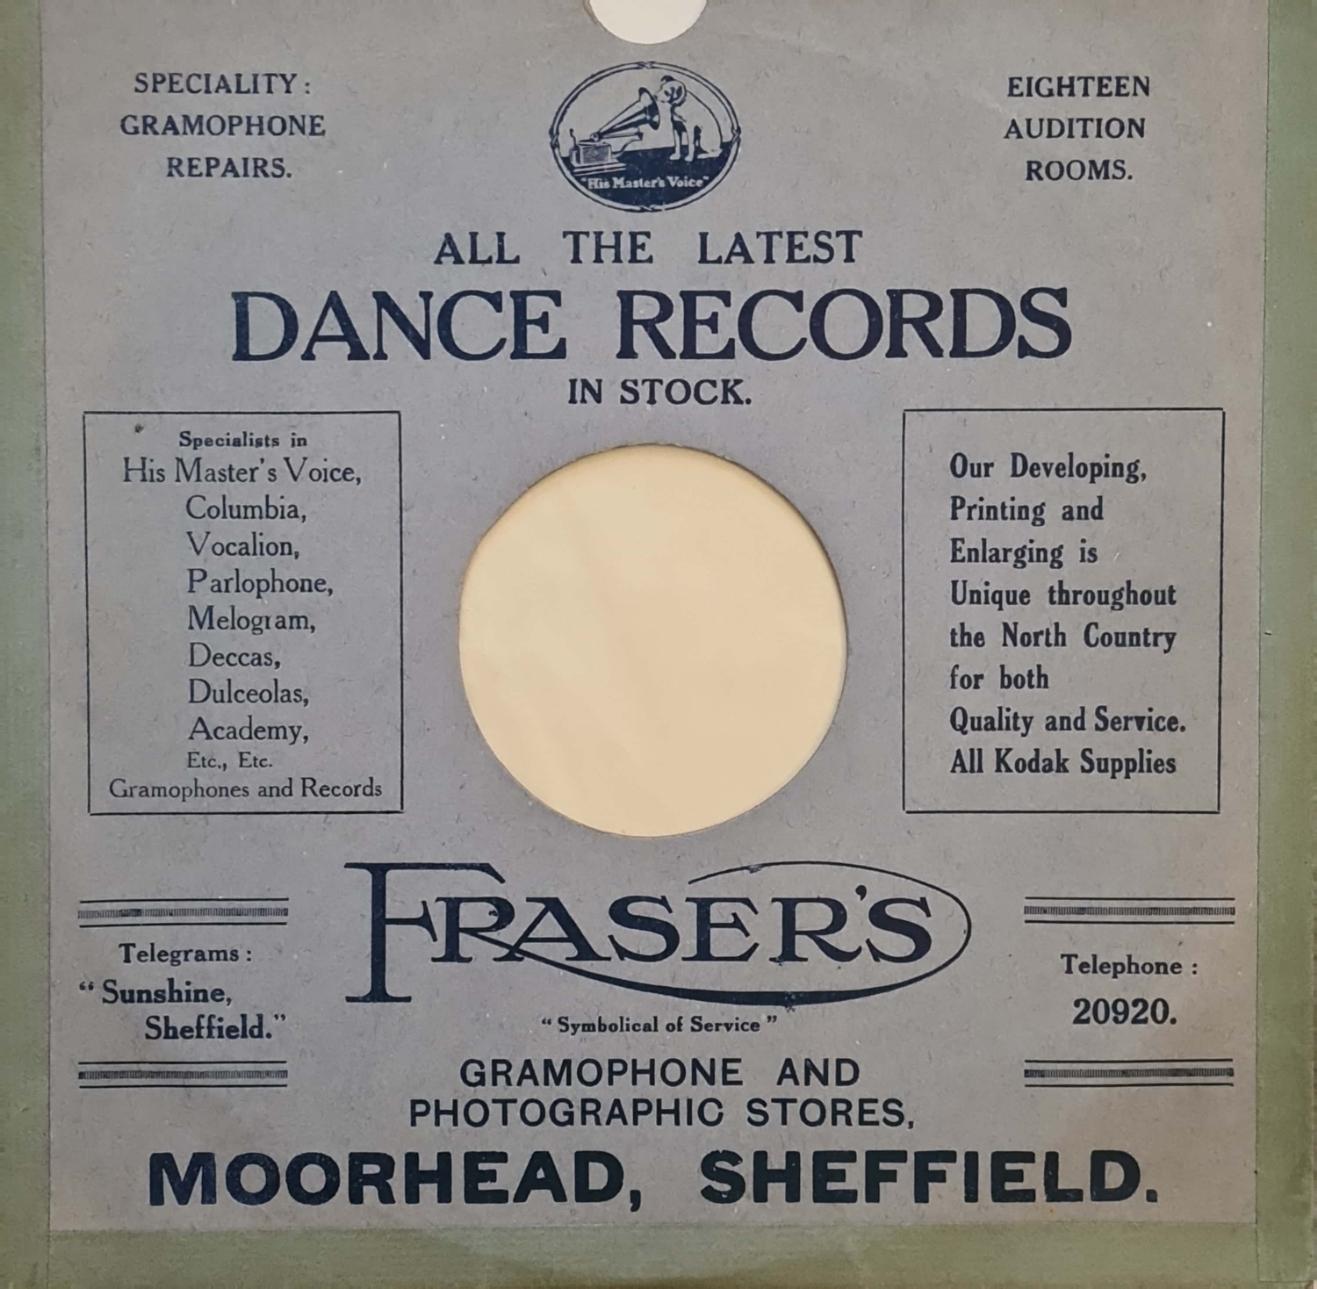 SPECIALITY:
GRAMOPHONE
REPAIRS.
"His Master's Voice"
EIGHTEEN
AUDITION
ROOMS.
ALL THE LATEST
DANCE RECORDS
IN STOCK.
Specialists in
His Master's Voice,
Columbia,
Vocalion,
Parlophone,
Melogram,
Deccas,
Dulceolas,
Academy,
Etc., Etc.
Gramophones and Records
Our Developing,
Printing and
Enlarging is
Unique throughout
the North Country
for both
Quality and Service.
All Kodak Supplies
FRASER'S
"Symbolical of Service"
Telegrams:
"Sunshine,
Sheffield."
Telephone:
20920.
GRAMOPHONE AND
PHOTOGRAPHIC STORES,
MOORHEAD, SHEFFIELD.